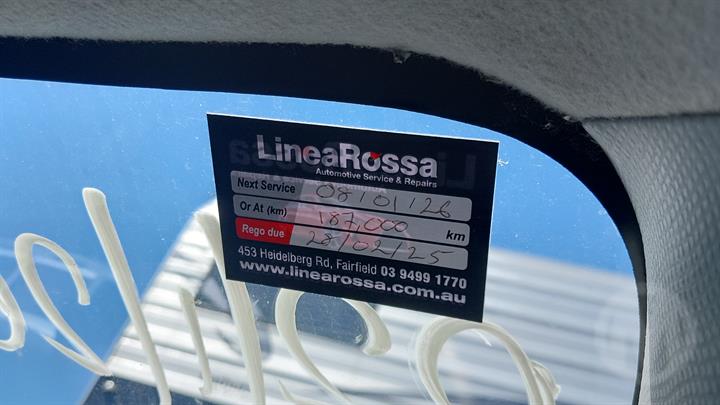 LineaRossa
Automotive Service & Repairs
Next Service 08/01/26
Or At (km) 187,000 km
Rego due 28/02/25
453 Heidelberg Rd, Fairfield 03 9499 1770
www.linearossa.com.au